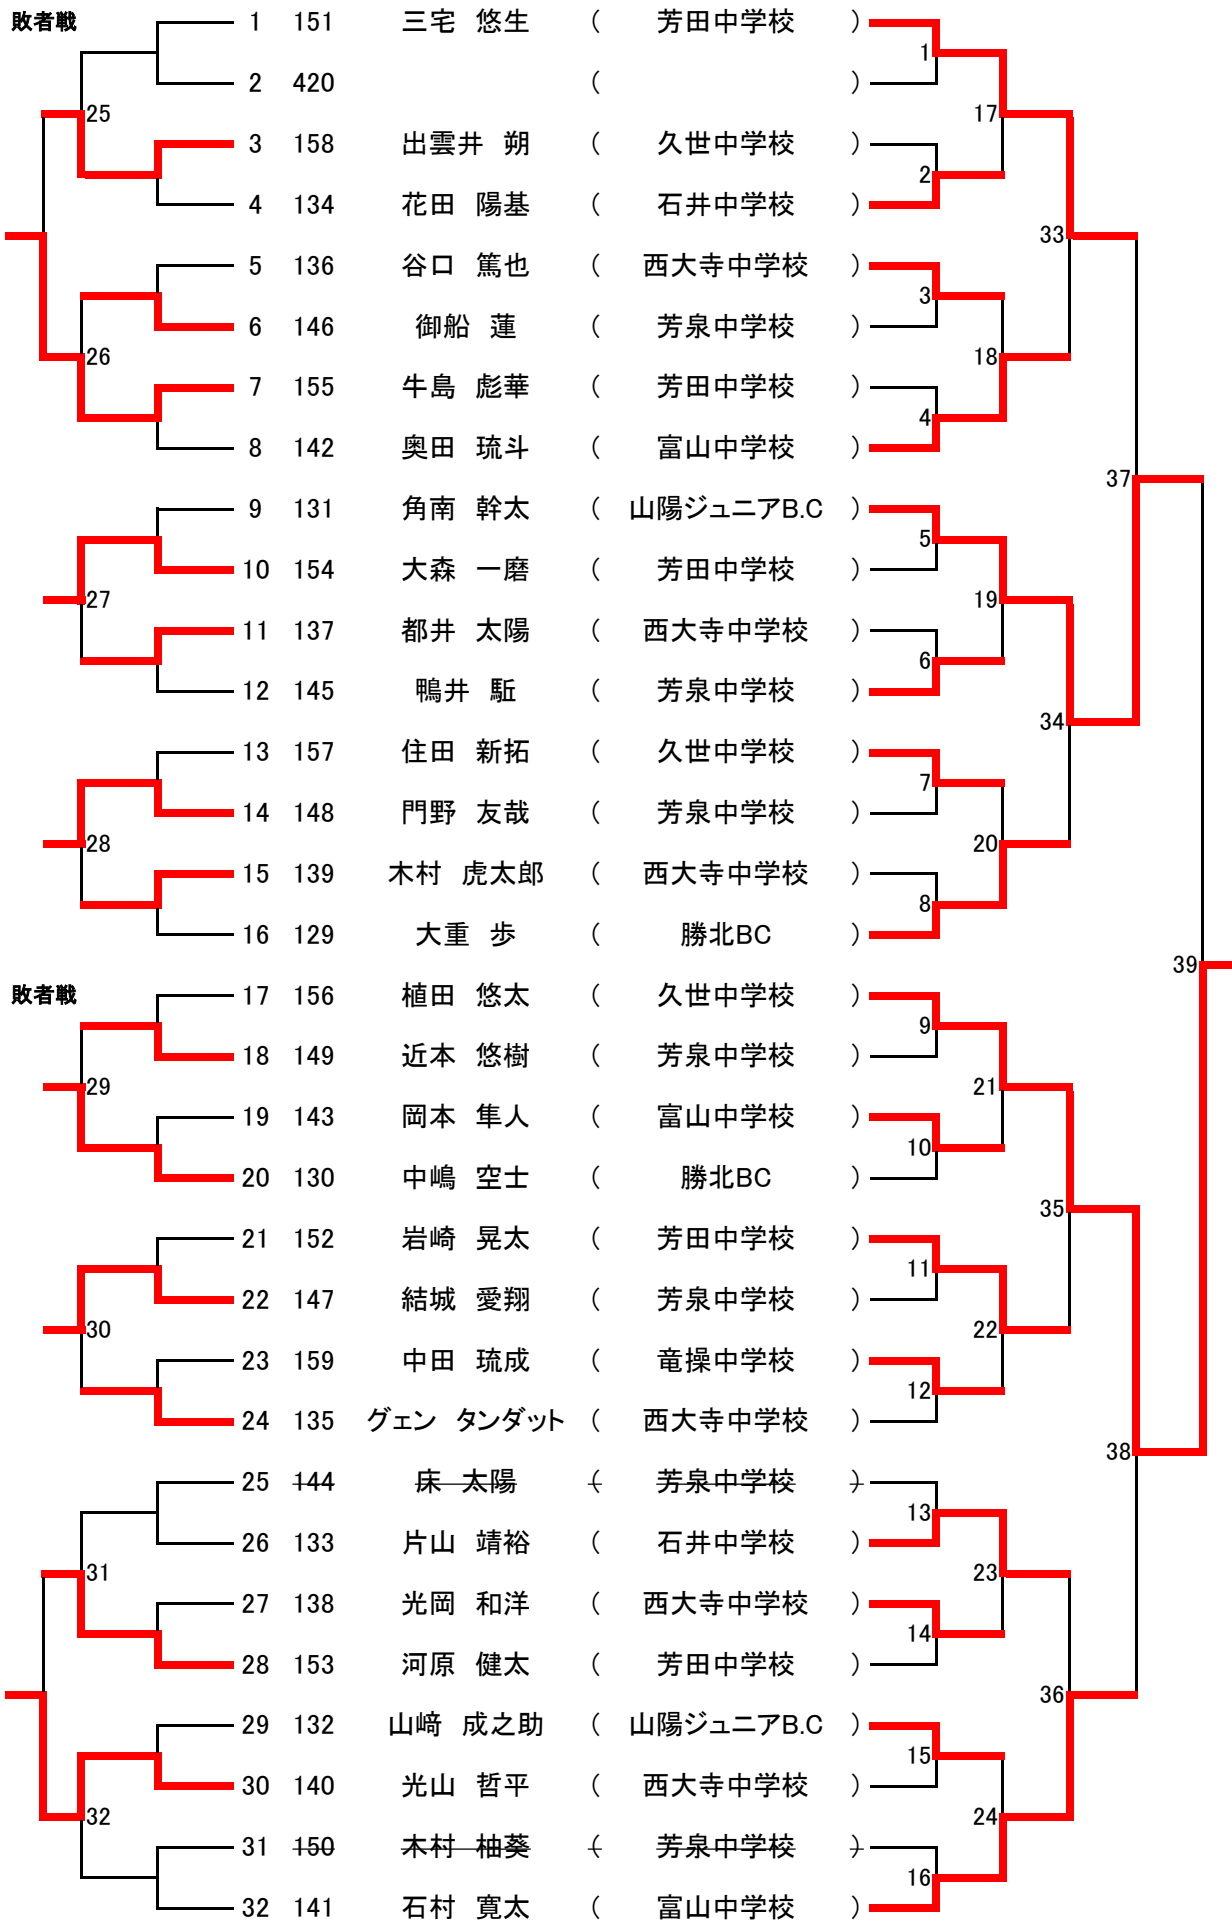 敗者戦
1 151 三宅 悠生 ( 芳田中学校 )
1
2 420 ( )
25 17
3 158 出雲井 朔 ( 久世中学校 )
2
4 134 花田 陽基 ( 石井中学校 )
33
5 136 谷口 篤也 ( 西大寺中学校 )
3
6 146 御船 蓮 ( 芳泉中学校 )
26 18
7 155 牛島 彪華 ( 芳田中学校 )
4
8 142 奥田 琉斗 ( 富山中学校 )
37
9 131 角南 幹太 ( 山陽ジュニアB.C )
5
10 154 大森 一磨 ( 芳田中学校 )
27 19
11 137 都井 太陽 ( 西大寺中学校 )
6
12 145 鴨井 駈 ( 芳泉中学校 )
34
13 157 住田 新拓 ( 久世中学校 )
7
14 148 門野 友哉 ( 芳泉中学校 )
28 20
15 139 木村 虎太郎 ( 西大寺中学校 )
8
16 129 大重 歩 ( 勝北BC )
39
敗者戦
17 156 植田 悠太 ( 久世中学校 )
9
18 149 近本 悠樹 ( 芳泉中学校 )
29 21
19 143 岡本 隼人 ( 富山中学校 )
10
20 130 中嶋 空士 ( 勝北BC )
35
21 152 岩崎 晃太 ( 芳田中学校 )
11
22 147 結城 愛翔 ( 芳泉中学校 )
30 22
23 159 中田 琉成 ( 竜操中学校 )
12
24 135 グェン タンダット ( 西大寺中学校 )
38
25 144 床 太陽 ( 芳泉中学校 )
13
26 133 片山 靖裕 ( 石井中学校 )
31 23
27 138 光岡 和洋 ( 西大寺中学校 )
14
28 153 河原 健太 ( 芳田中学校 )
36
29 132 山﨑 成之助 ( 山陽ジュニアB.C )
15
30 140 光山 哲平 ( 西大寺中学校 )
32 24
31 150 木村 柚葵 ( 芳泉中学校 )
16
32 141 石村 寛太 ( 富山中学校 )